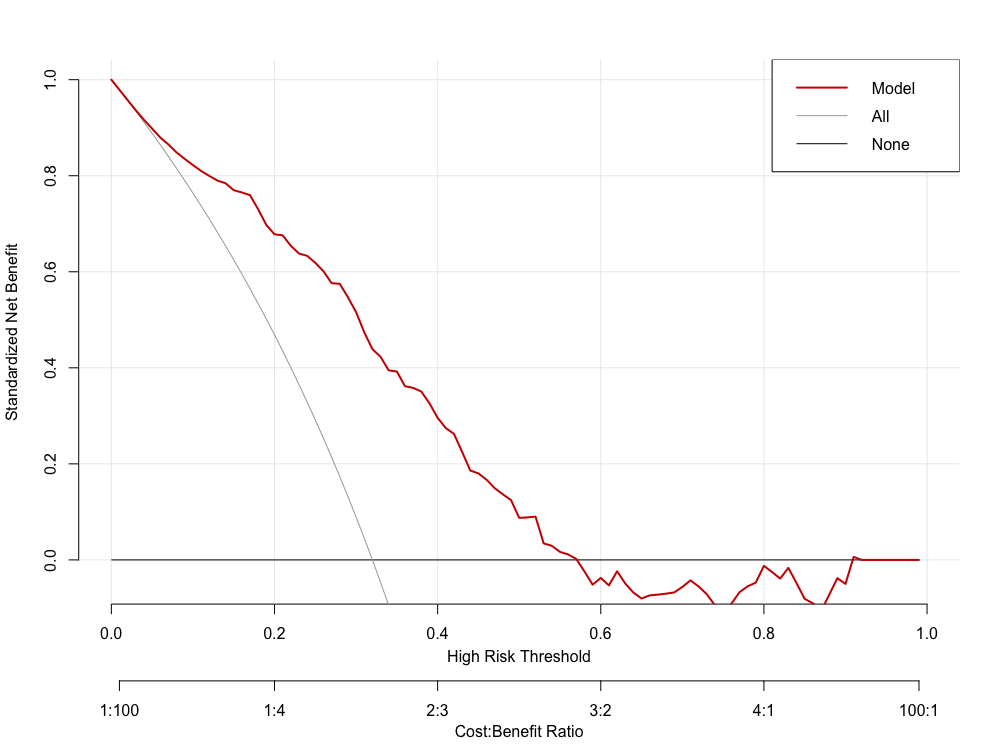 Model
All
None
Standardized Net Benefit
1.0
0.8
0.6
0.4
0.2
0.0
0.0 0.2 0.4 0.6 0.8 1.0
High Risk Threshold
1:100 1:4 2:3 3:2 4:1 100:1
Cost:Benefit Ratio